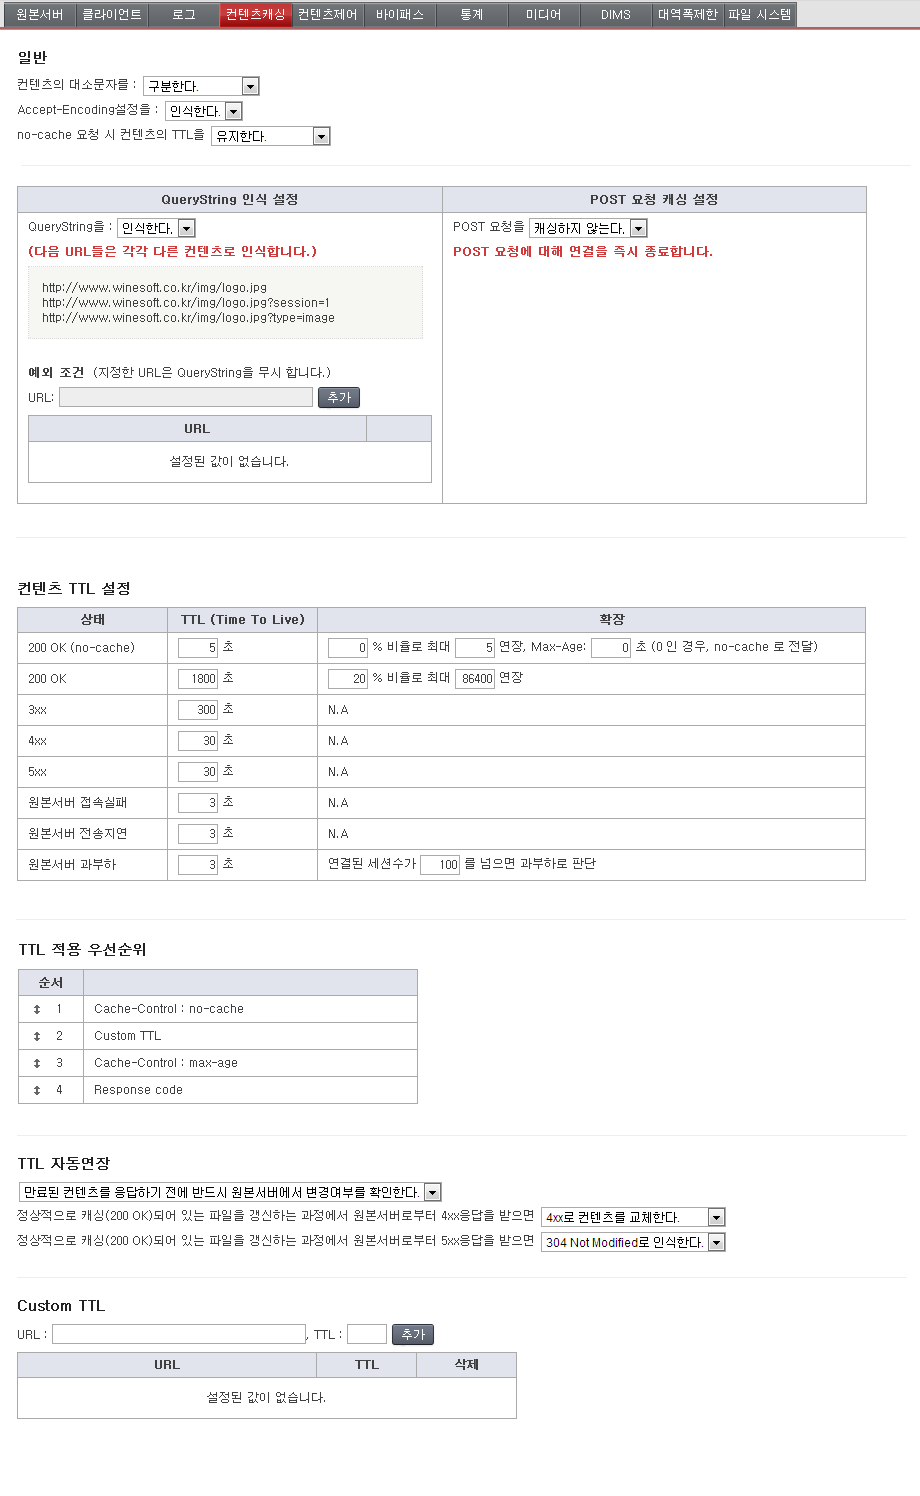 원본서버 클라이언트 로그 컨텐츠캐싱 컨텐츠제어 바이패스 통계 미디어 DIMS 대역폭제한 파일 시스템
일반
컨텐츠의 대소문자를 : 구분한다.
Accept-Encoding설정을 : 인식한다.
no-cache 요청 시 컨텐츠의 TTL을 유지한다.
QueryString 인식 설정 POST 요청 캐싱 설정
QueryString을 : 인식한다. POST 요청을 캐싱하지 않는다.
(다음 URL들은 각각 다른 컨텐츠로 인식합니다.) POST 요청에 대해 연결을 즉시 종료합니다.
http://www.winesoft.co.kr/img/logo.jpg
http://www.winesoft.co.kr/img/logo.jpg?session=1
http://www.winesoft.co.kr/img/logo.jpg?type=image
예외 조건 (지정한 URL은 QueryString을 무시 합니다.)
URL: 추가
URL
설정된 값이 없습니다.
컨텐츠 TTL 설정
상태 TTL (Time To Live) 확장
200 OK (no-cache) 5 초 0 % 비율로 최대 5 연장, Max-Age: 0 초 (0 인 경우, no-cache 로 전달)
200 OK 1800 초 20 % 비율로 최대 86400 연장
3xx 300 초 N.A
4xx 30 초 N.A
5xx 30 초 N.A
원본서버 접속실패 3 초 N.A
원본서버 전송지연 3 초 N.A
원본서버 과부하 3 초 연결된 세션수가 100 를 넘으면 과부하로 판단
TTL 적용 우선순위
순서
↕ 1 Cache-Control : no-cache
↕ 2 Custom TTL
↕ 3 Cache-Control : max-age
↕ 4 Response code
TTL 자동연장
만료된 컨텐츠를 응답하기 전에 반드시 원본서버에서 변경여부를 확인한다.
정상적으로 캐싱(200 OK)되어 있는 파일을 갱신하는 과정에서 원본서버로부터 4xx응답을 받으면 4xx로 컨텐츠를 교체한다.
정상적으로 캐싱(200 OK)되어 있는 파일을 갱신하는 과정에서 원본서버로부터 5xx응답을 받으면 304 Not Modified로 인식한다.
Custom TTL
URL : , TTL : 추가
URL TTL 삭제
설정된 값이 없습니다.